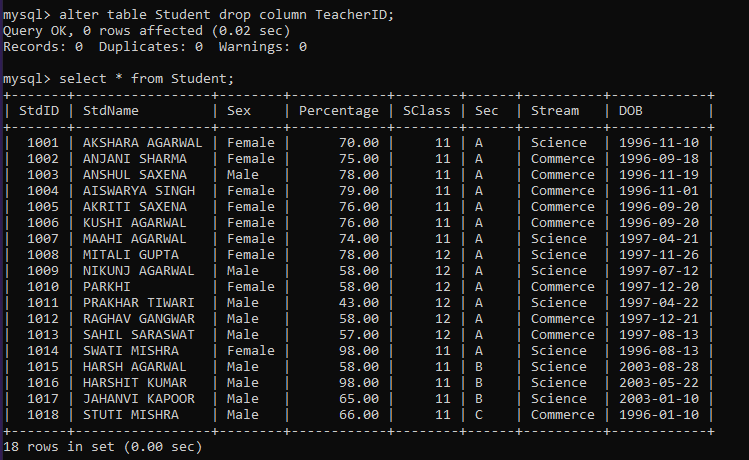 mysql> alter table Student drop column TeacherID;
Query OK, 0 rows affected (0.02 sec)
Records: 0  Duplicates: 0  Warnings: 0

mysql> select * from Student;
+-------+-----------------+--------+------------+--------+------+----------+------------+
| StdID | StdName         | Sex    | Percentage | SClass | Sec  | Stream   | DOB        |
+-------+-----------------+--------+------------+--------+------+----------+------------+
|  1001 | AKSHARA AGARWAL | Female |      70.00 |     11 | A    | Science  | 1996-11-10 |
|  1002 | ANJANI SHARMA   | Female |      75.00 |     11 | A    | Commerce | 1996-09-18 |
|  1003 | ANSHUL SAXENA   | Male   |      78.00 |     11 | A    | Commerce | 1996-11-19 |
|  1004 | AISWARYA SINGH  | Female |      79.00 |     11 | A    | Commerce | 1996-11-01 |
|  1005 | AKRITI SAXENA   | Female |      76.00 |     11 | A    | Commerce | 1996-09-20 |
|  1006 | KUSHI AGARWAL   | Female |      76.00 |     11 | A    | Commerce | 1996-09-20 |
|  1007 | MAAHI AGARWAL   | Female |      74.00 |     11 | A    | Science  | 1997-04-21 |
|  1008 | MITALI GUPTA    | Female |      78.00 |     12 | A    | Science  | 1997-11-26 |
|  1009 | NIKUNJ AGARWAL  | Male   |      58.00 |     12 | A    | Science  | 1997-07-12 |
|  1010 | PARKHI          | Female |      58.00 |     12 | A    | Commerce | 1997-12-20 |
|  1011 | PRAKHAR TIWARI  | Male   |      43.00 |     12 | A    | Science  | 1997-04-22 |
|  1012 | RAGHAV GANGWAR  | Male   |      58.00 |     12 | A    | Commerce | 1997-12-21 |
|  1013 | SAHIL SARASWAT  | Male   |      57.00 |     12 | A    | Commerce | 1997-08-13 |
|  1014 | SWATI MISHRA    | Female |      98.00 |     11 | A    | Science  | 1996-08-13 |
|  1015 | HARSH AGARWAL   | Male   |      58.00 |     11 | B    | Science  | 2003-08-28 |
|  1016 | HARSHIT KUMAR   | Male   |      98.00 |     11 | B    | Science  | 2003-05-22 |
|  1017 | JAHANVI KAPOOR  | Male   |      65.00 |     11 | B    | Science  | 2003-01-10 |
|  1018 | STUTI MISHRA    | Male   |      66.00 |     11 | C    | Commerce | 1996-01-10 |
+-------+-----------------+--------+------------+--------+------+----------+------------+
18 rows in set (0.00 sec)